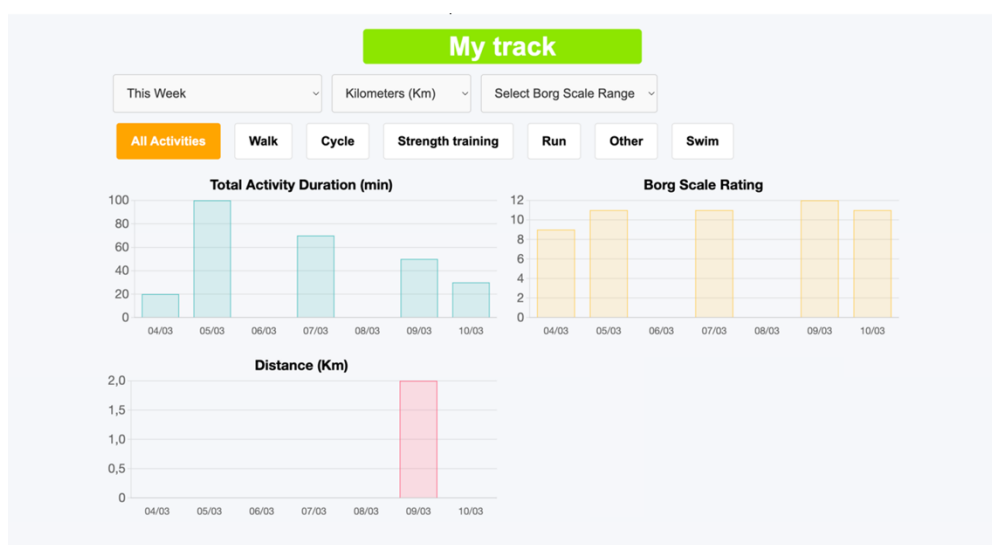 My track
This Week
Kilometers (Km)
Select Borg Scale Range
All Activities
Walk
Cycle
Strength training
Run
Other
Swim
Total Activity Duration (min)
100
80
60
40
20
0
04/03 05/03 06/03 07/03 08/03 09/03 10/03
Borg Scale Rating
12
10
8
6
4
2
0
04/03 05/03 06/03 07/03 08/03 09/03 10/03
Distance (Km)
2,0
1,5
1,0
0,5
0
04/03 05/03 06/03 07/03 08/03 09/03 10/03